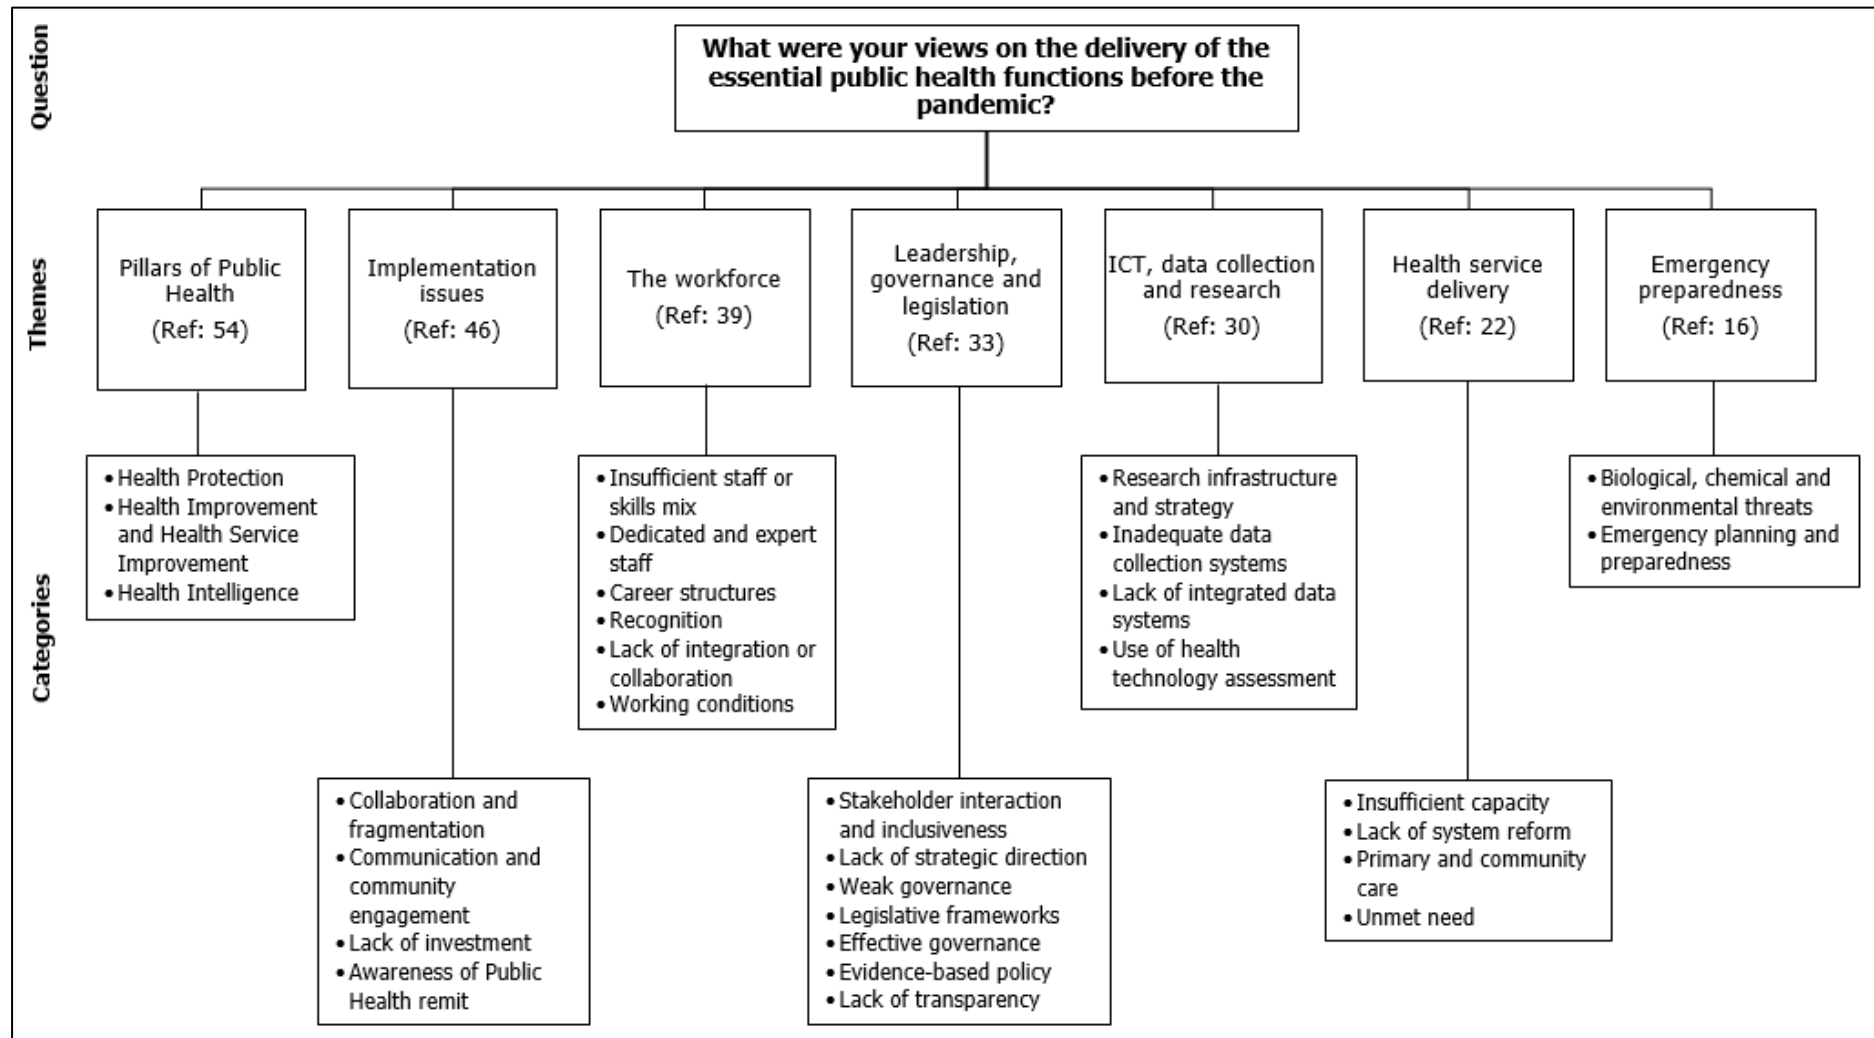 Question
What were your views on the delivery of the
essential public health functions before the
pandemic?
Themes
Pillars of Public
Health
(Ref: 54)
Implementation
issues
(Ref: 46)
The workforce
(Ref: 39)
Leadership,
governance and
legislation
(Ref: 33)
ICT, data collection
and research
(Ref: 30)
Health service
delivery
(Ref: 22)
Emergency
preparedness
(Ref: 16)
Categories
• Health Protection
• Health Improvement
and Health Service
Improvement
• Health Intelligence
• Collaboration and
fragmentation
• Communication and
community
engagement
• Lack of investment
• Awareness of Public
Health remit
• Insufficient staff or
skills mix
• Dedicated and expert
staff
• Career structures
• Recognition
• Lack of integration or
collaboration
• Working conditions
• Stakeholder interaction
and inclusiveness
• Lack of strategic direction
• Weak governance
• Legislative frameworks
• Effective governance
• Evidence-based policy
• Lack of transparency
• Research infrastructure
and strategy
• Inadequate data
collection systems
• Lack of integrated data
systems
• Use of health
technology assessment
• Insufficient capacity
• Lack of system reform
• Primary and community
care
• Unmet need
• Biological, chemical and
environmental threats
• Emergency planning and
preparedness